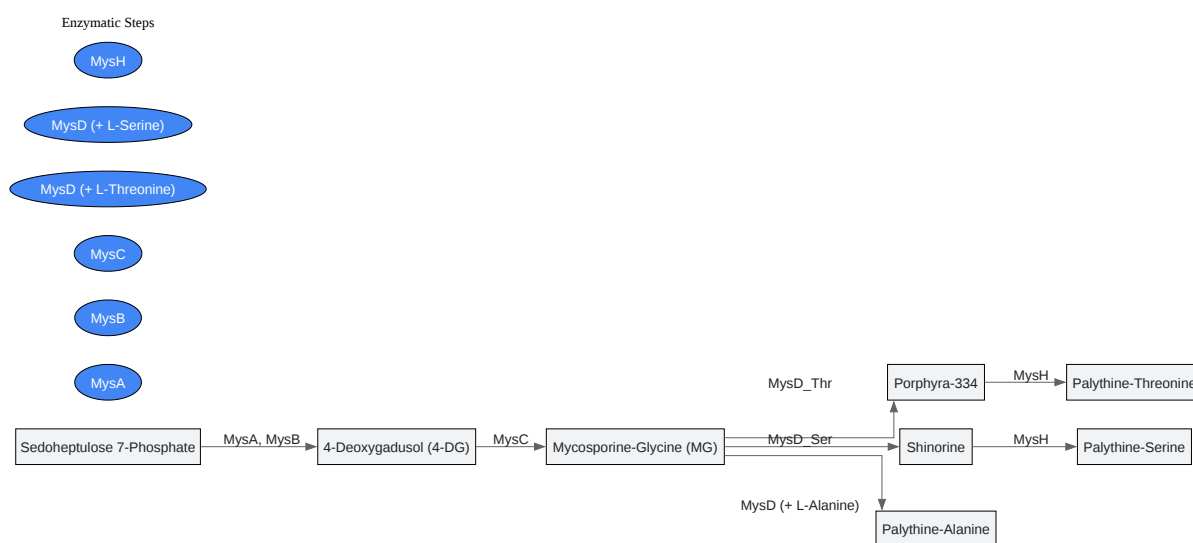 Enzymatic Steps
MysH
MysD (+ L-Serine)
MysD (+ L-Threonine)
MysC
MysB
MysA
MysD_Thr
Porphyra-334
MysH
Palythine-Threonine
Sedoheptulose 7-Phosphate
MysA, MysB
4-Deoxygadusol (4-DG)
MysC
Mycosporine-Glycine (MG)
MysD_Ser
Shinorine
MysH
Palythine-Serine
MysD (+ L-Alanine)
Palythine-Alanine